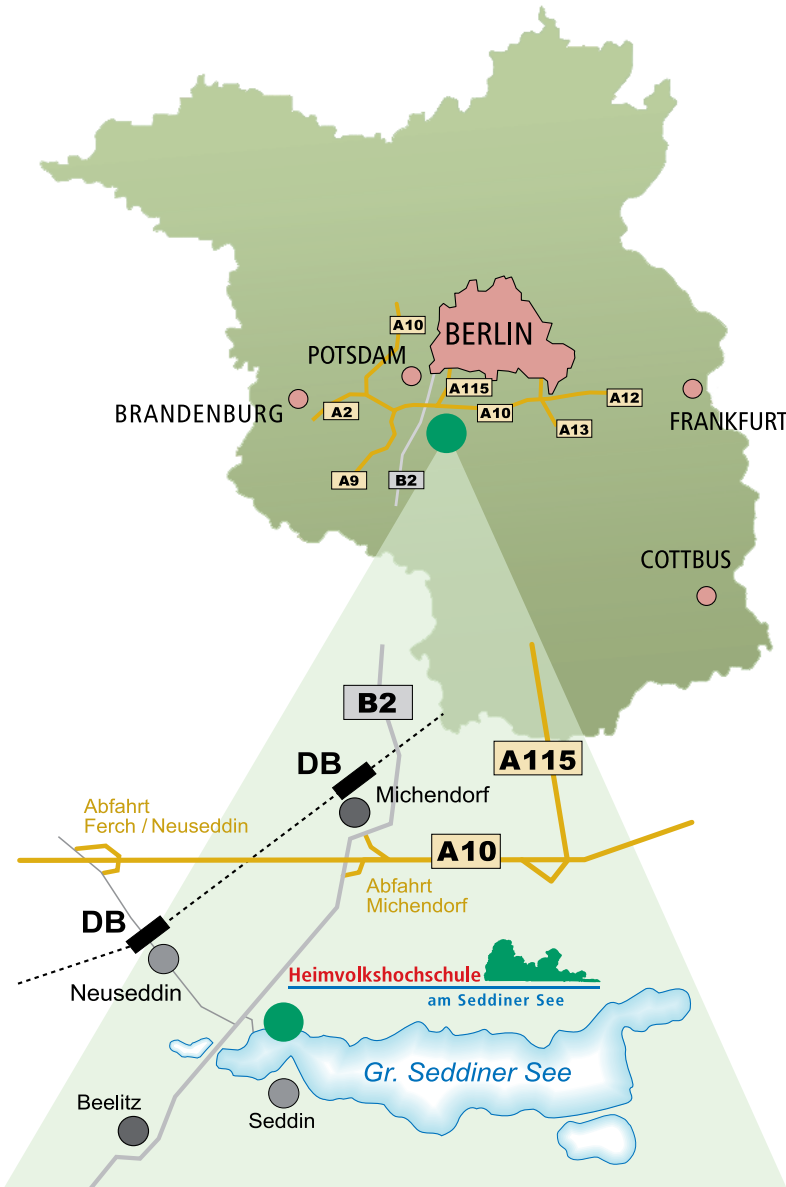 A10
BERLIN
POTSDAM
A115
A12
BRANDENBURG
A2
A10
FRANKFURT
A13
A9
B2
COTTBUS
B2
DB
A115
Michendorf
Abfahrt
Ferch / Neuseddin
A10
Abfahrt
Michendorf
DB
Neuseddin
Heimvolkshochschule
am Seddiner See
Gr. Seddiner See
Beelitz
Seddin